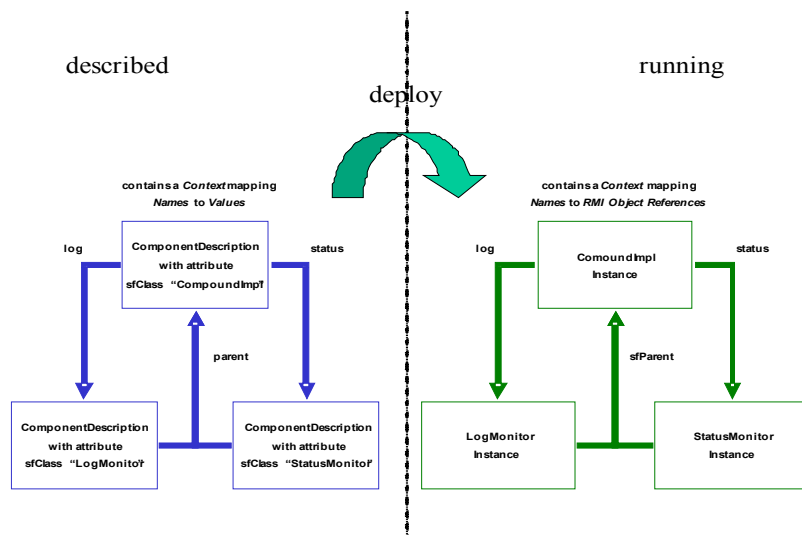 described
running
deploy
contains a Context mapping
Names to Values
contains a Context mapping
Names to RMI Object References
log
ComponentDescription
with attribute
sfClass “CompoundImpl”
status
log
ComoundImpl
Instance
status
parent
sfParent
ComponentDescription
with attribute
sfClass “LogMonitor”
ComponentDescription
with attribute
sfClass “StatusMonitor”
LogMonitor
Instance
StatusMonitor
Instance